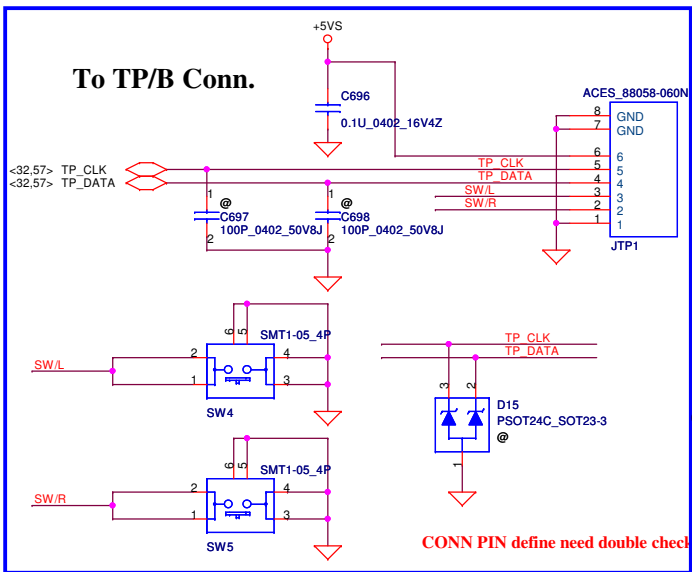 +5VS
To TP/B Conn.
C696
0.1U_0402_16V4Z
ACES_88058-060N
8 GND
7 GND
6 6
5 5
4 4
3 3
2 2
1 1
JTP1
<32,57> TP_CLK
<32,57> TP_DATA
TP_CLK
TP_DATA
SW/L
SW/R
1 @
C697
100P_0402_50V8J
2
1 @
C698
100P_0402_50V8J
2
SW/L
6 5
SMT1-05_4P
2 4
1 3
SW4
SW/R
6 5
SMT1-05_4P
2 4
1 3
SW5
TP_CLK
TP_DATA
3 2
D15
PSOT24C_SOT23-3
@
1
CONN PIN define need double check